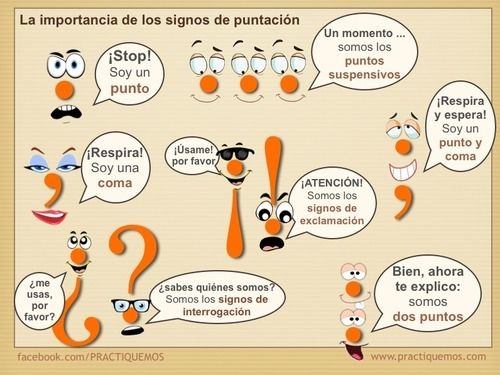 La importancia de los signos de puntación
¡Stop!
Soy un
punto
Un momento ...
somos los
puntos
suspensivos
¡Respira
y espera!
Soy un
punto y
coma
¡Respira!
Soy una
coma
¡Úsame!
por favor
¡ATENCIÓN!
Somos los
signos de
exclamación
¿me
usas,
por
favor?
¿sabes quiénes somos?
Somos los signos de
interrogación
Bien, ahora
te explico:
somos
dos puntos
facebook.com/PRACTIQUEMOS
www.practiquemos.com